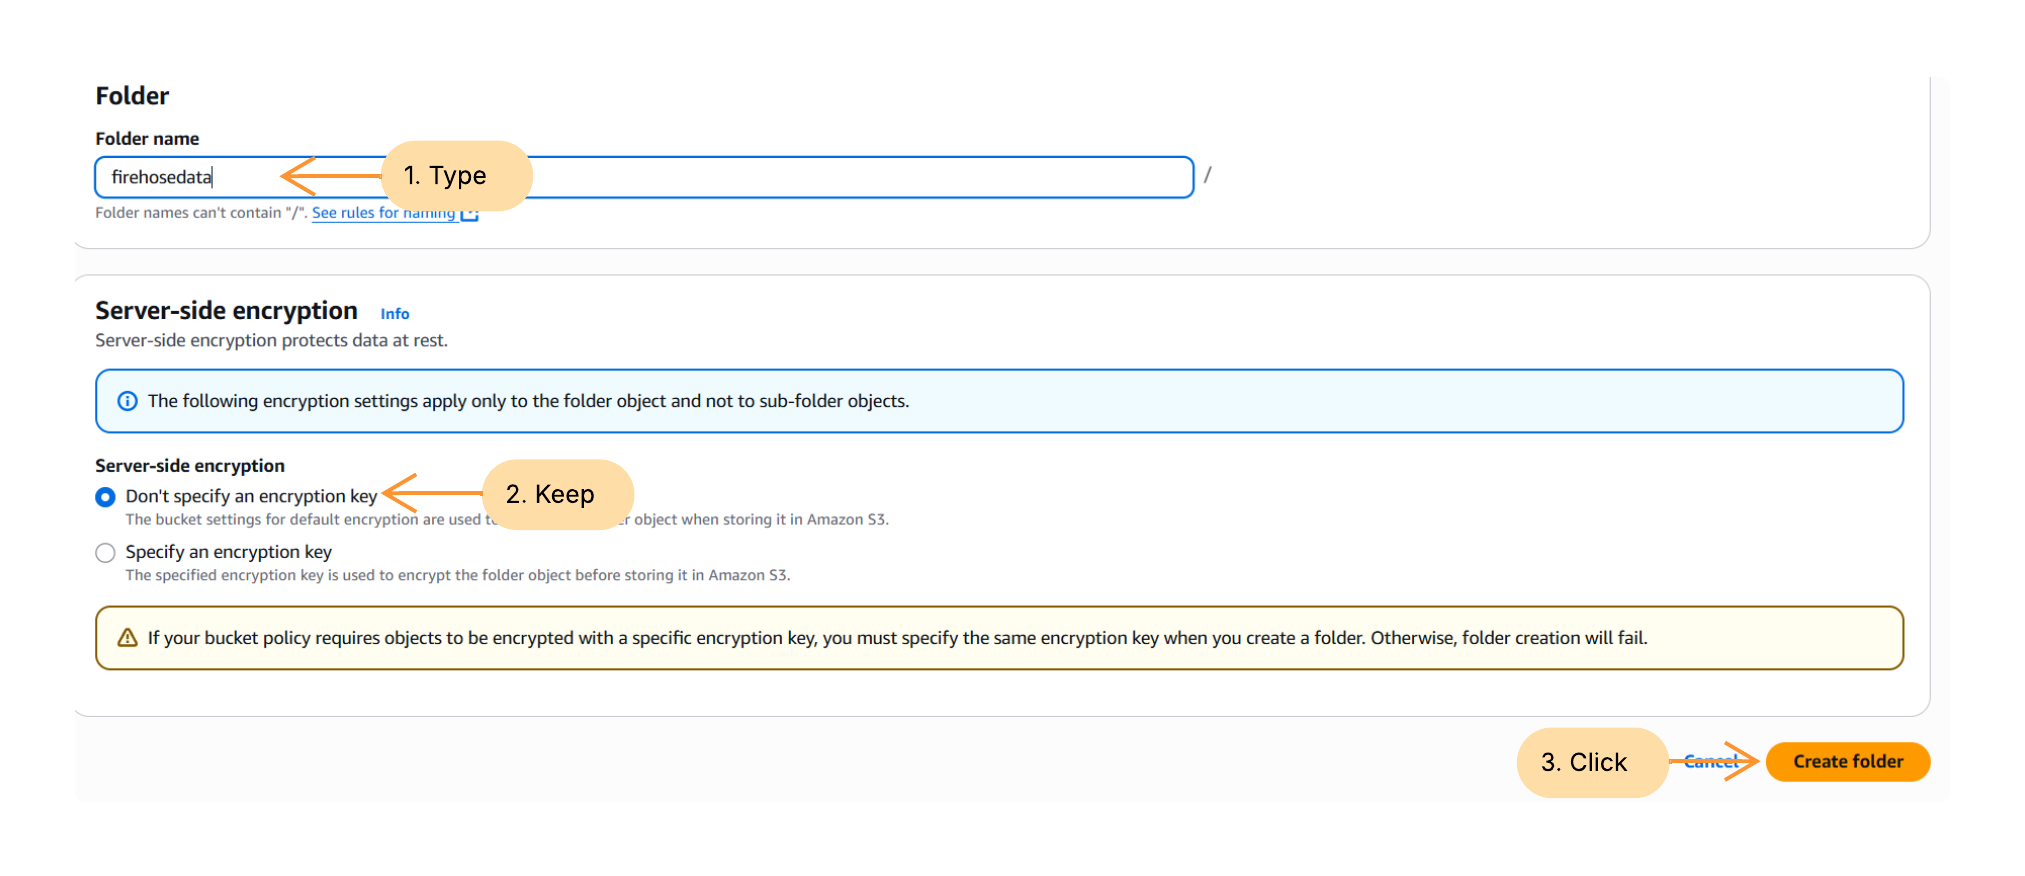 Folder
Folder name
firehosedata
1. Type
/
Folder names can't contain "/". See rules for naming
Server-side encryption Info
Server-side encryption protects data at rest.
The following encryption settings apply only to the folder object and not to sub-folder objects.
Server-side encryption
Don't specify an encryption key
2. Keep
The bucket settings for default encryption are used object when storing it in Amazon S3.
Specify an encryption key
The specified encryption key is used to encrypt the folder object before storing it in Amazon S3.
If your bucket policy requires objects to be encrypted with a specific encryption key, you must specify the same encryption key when you create a folder. Otherwise, folder creation will fail.
3. Click
Cancel
Create folder